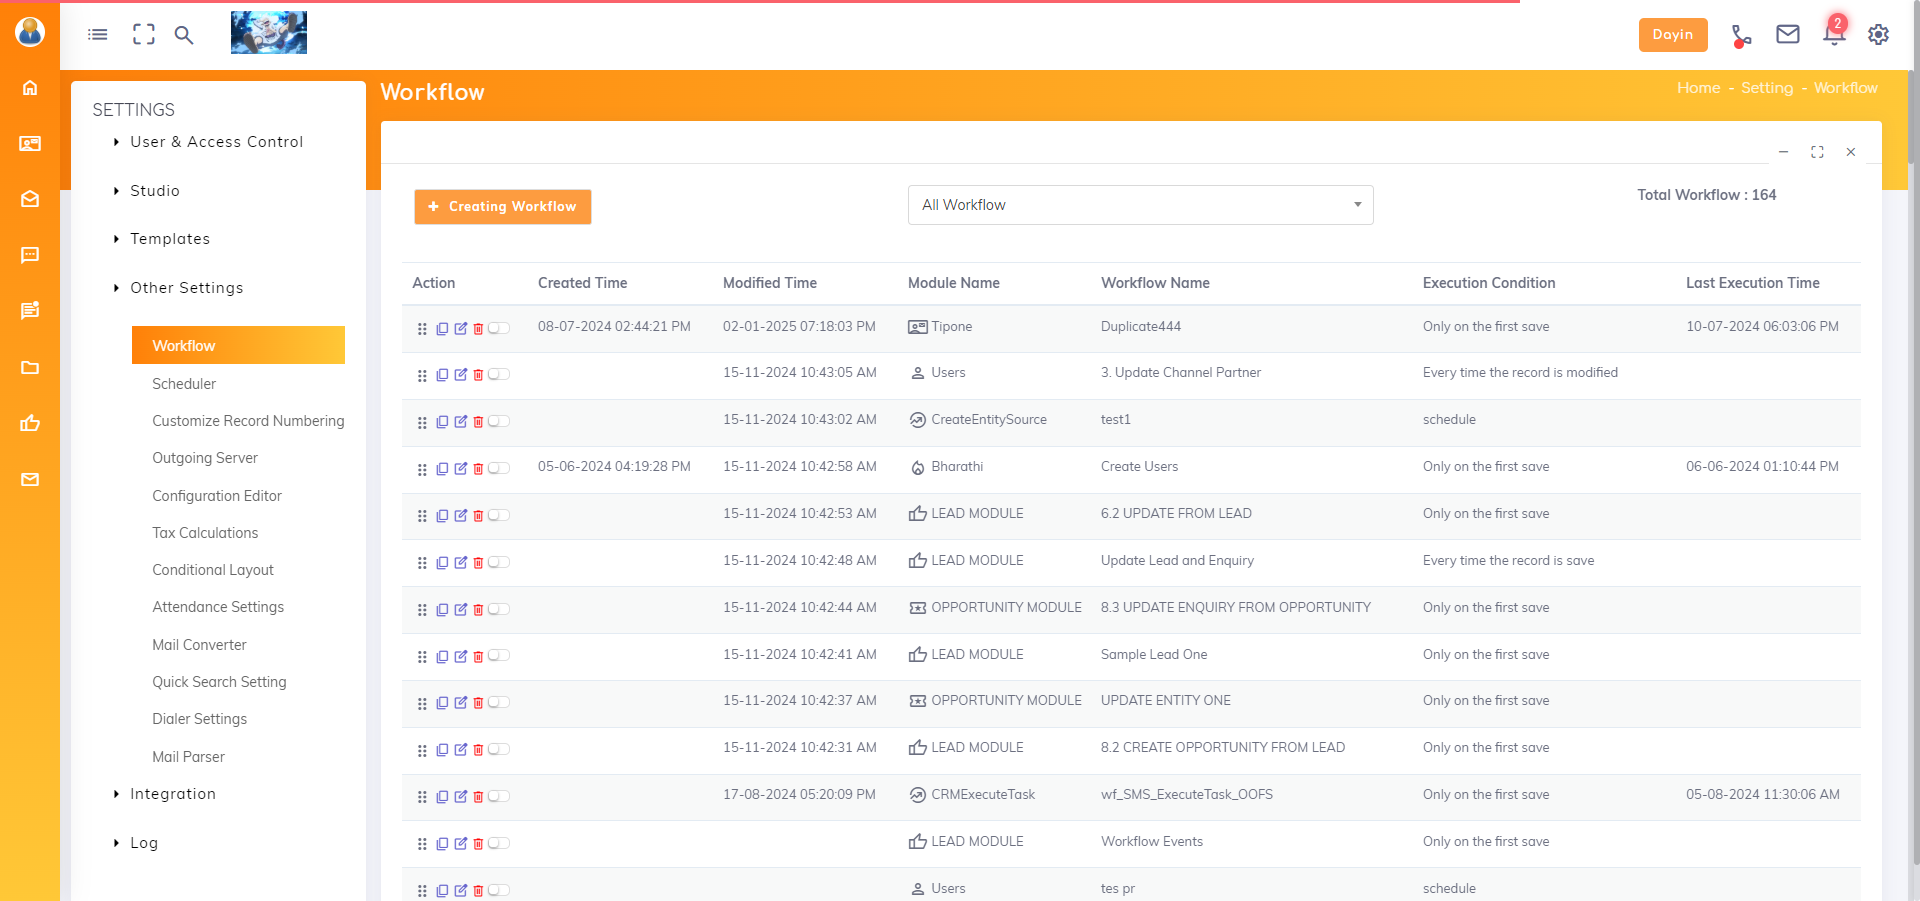 Dayin
2
SETTINGS
User & Access Control
Studio
Templates
Other Settings
Workflow
Scheduler
Customize Record Numbering
Outgoing Server
Configuration Editor
Tax Calculations
Conditional Layout
Attendance Settings
Mail Converter
Quick Search Setting
Dialer Settings
Mail Parser
Integration
Log
Workflow
Home - Setting - Workflow
+ Creating Workflow
All Workflow
Total Workflow : 164
Action Created Time Modified Time Module Name Workflow Name Execution Condition Last Execution Time
08-07-2024 02:44:21 PM 02-01-2025 07:18:03 PM Tipone Duplicate444 Only on the first save 10-07-2024 06:03:06 PM
15-11-2024 10:43:05 AM Users 3. Update Channel Partner Every time the record is modified
15-11-2024 10:43:02 AM CreateEntitySource test1 schedule
05-06-2024 04:19:28 PM 15-11-2024 10:42:58 AM Bharathi Create Users Only on the first save 06-06-2024 01:10:44 PM
15-11-2024 10:42:53 AM LEAD MODULE 6.2 UPDATE FROM LEAD Only on the first save
15-11-2024 10:42:48 AM LEAD MODULE Update Lead and Enquiry Every time the record is save
15-11-2024 10:42:44 AM OPPORTUNITY MODULE 8.3 UPDATE ENQUIRY FROM OPPORTUNITY Only on the first save
15-11-2024 10:42:41 AM LEAD MODULE Sample Lead One Only on the first save
15-11-2024 10:42:37 AM OPPORTUNITY MODULE UPDATE ENTITY ONE Only on the first save
15-11-2024 10:42:31 AM LEAD MODULE 8.2 CREATE OPPORTUNITY FROM LEAD Only on the first save
17-08-2024 05:20:09 PM CRMExecuteTask wf_SMS_ExecuteTask_OOFS Only on the first save 05-08-2024 11:30:06 AM
LEAD MODULE Workflow Events Only on the first save
Users tes pr schedule